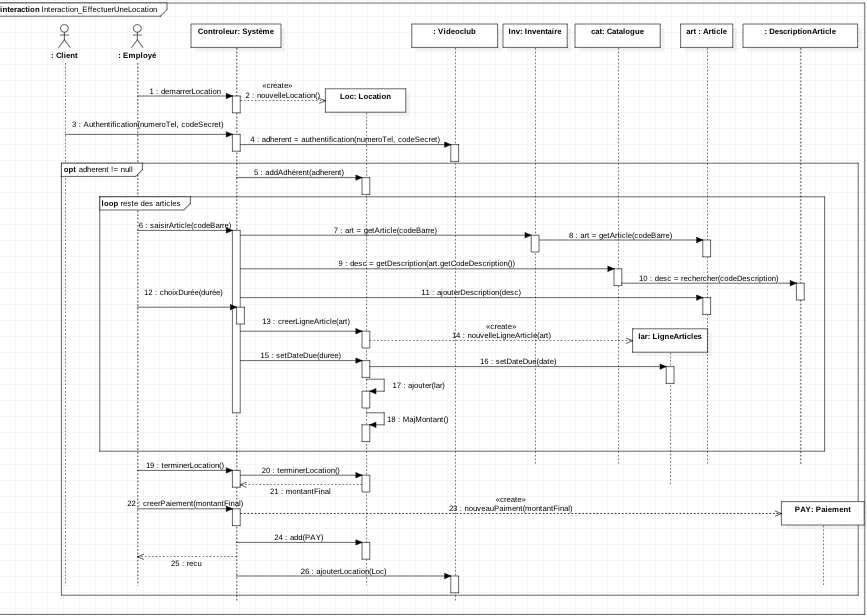 interaction Interaction_EffectuerUneLocation
Controleur: Système
: Videoclub
Inv: Inventaire
cat: Catalogue
art : Article
: DescriptionArticle
: Client
: Employé
1 : demarrerLocation
«create»
2 : nouvelleLocation()
Loc: Location
3 : Authentification(numeroTel, codeSecret)
4 : adherent = authentification(numeroTel, codeSecret)
opt adherent != null
5 : addAdhérent(adherent)
loop reste des articles
6 : saisirArticle(codeBarre)
7 : art = getArticle(codeBarre)
8 : art = getArticle(codeBarre)
9 : desc = getDescription(art.getCodeDescription())
10 : desc = rechercher(codeDescription)
11 : ajouterDescription(desc)
12 : choixDurée(durée)
13 : creerLigneArticle(art)
«create»
14 : nouvelleLigneArticle(art)
lar: LigneArticles
15 : setDateDue(duree)
16 : setDateDue(date)
17 : ajouter(lar)
18 : MajMontant()
19 : terminerLocation()
20 : terminerLocation()
21 : montantFinal
22 : creerPaiement(montantFinal)
«create»
23 : nouveauPaiment(montantFinal)
PAY: Paiement
24 : add(PAY)
25 : recu
26 : ajouterLocation(Loc)